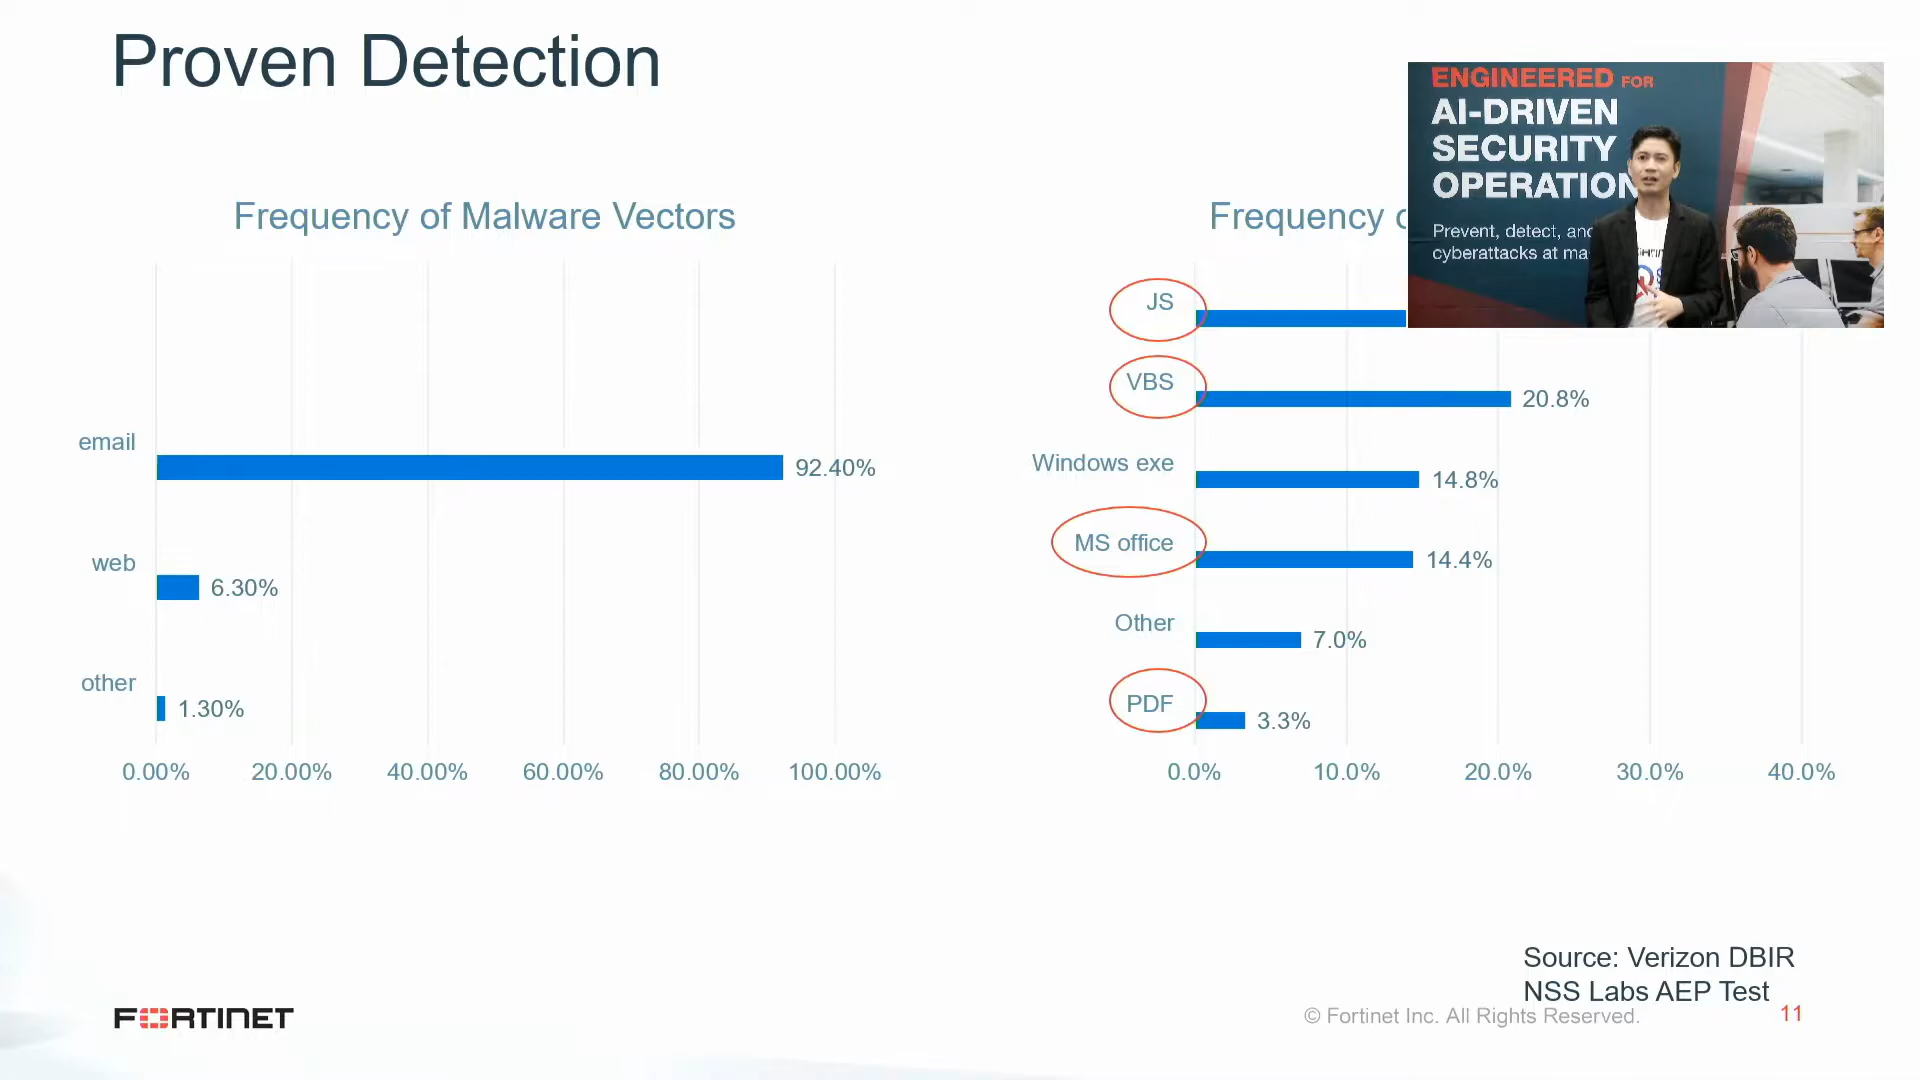 Proven Detection
Frequency of Malware Vectors
email
92.40%
web
6.30%
other
1.30%
0.00% 20.00% 40.00% 60.00% 80.00% 100.00%
Frequency
JS
VBS
20.8%
Windows exe
14.8%
MS office
14.4%
Other
7.0%
PDF
3.3%
0.0% 10.0% 20.0% 30.0% 40.0%
ENGINEERED FOR
AI-DRIVEN
SECURITY
OPERATION
Prevent, detect, and
cyberattacks at ma
Source: Verizon DBIR
NSS Labs AEP Test
FORTINET
© Fortinet Inc. All Rights Reserved.
11